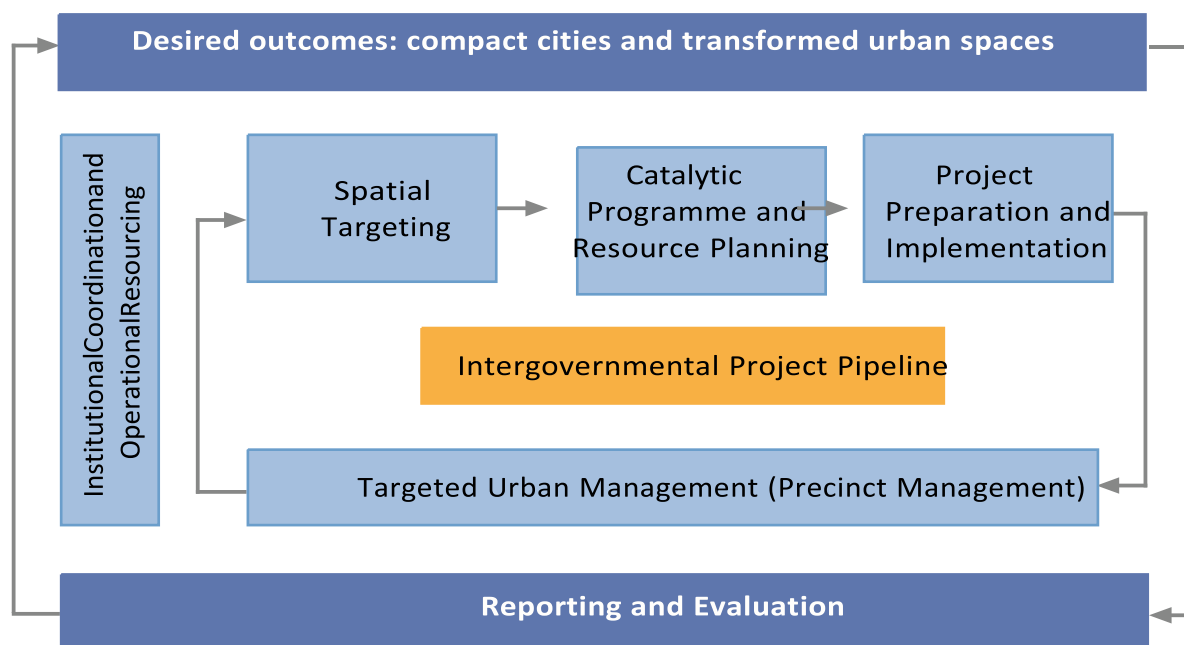 Desired outcomes: compact cities and transformed urban spaces
InstitutionalCoordinationand
OperationalResourcing
Spatial
Targeting
Catalytic
Programme and
Resource Planning
Project
Preparation and
Implementation
Intergovernmental Project Pipeline
Targeted Urban Management (Precinct Management)
Reporting and Evaluation